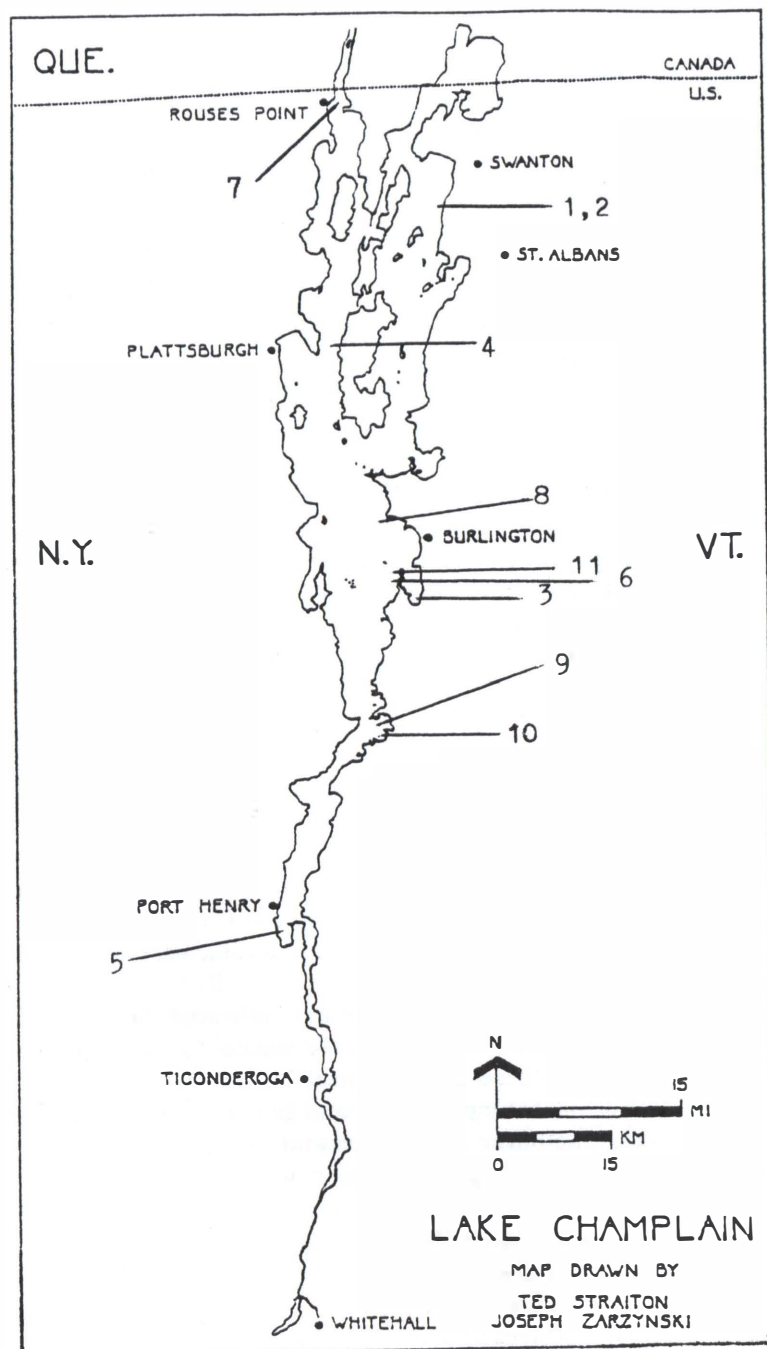 QUE.
CANADA
U.S.
ROUSES POINT
7
SWANTON
1,2
ST. ALBANS
PLATTSBURGH
4
8
BURLINGTON
N.Y.
VT.
11
6
3
9
10
PORT HENRY
5
TICONDEROGA
N
15
MI
KM
0 15
LAKE CHAMPLAIN
MAP DRAWN BY
TED STRAITON
JOSEPH ZARZYNSKI
WHITEHALL